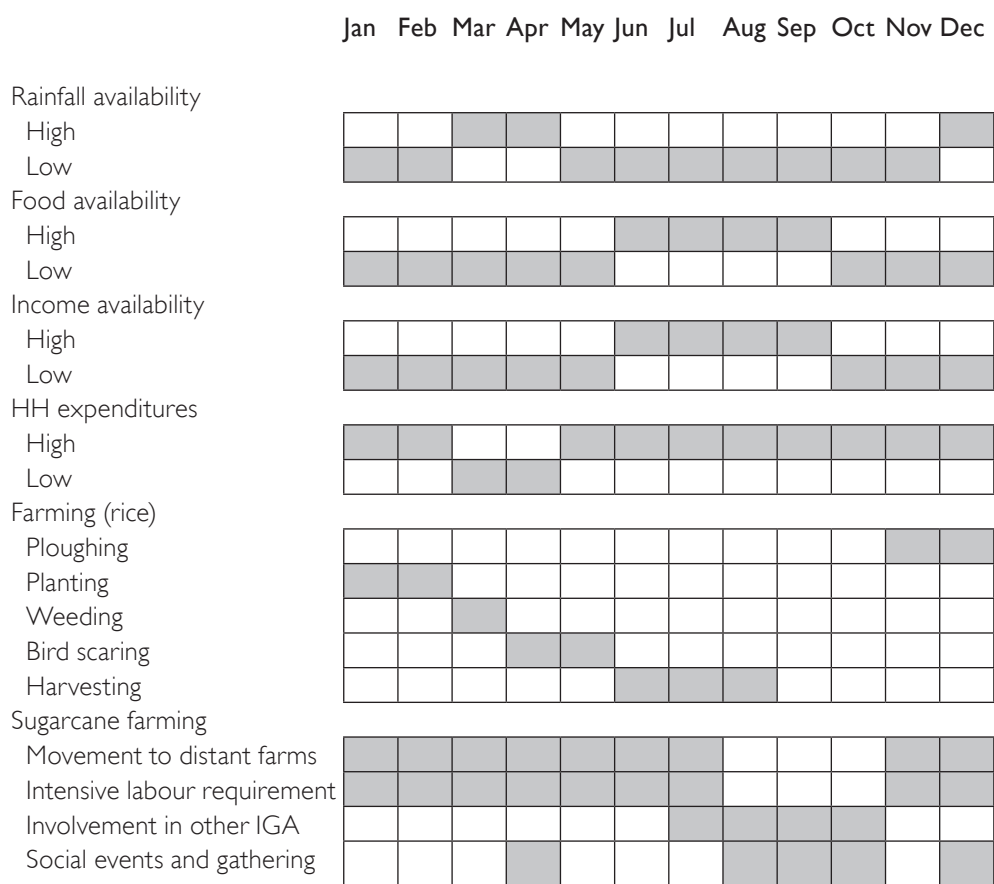 Jan Feb Mar Apr May Jun Jul Aug Sep Oct Nov Dec
Rainfall availability
High
Low
Food availability
High
Low
Income availability
High
Low
HH expenditures
High
Low
Farming (rice)
Ploughing
Planting
Weeding
Bird scaring
Harvesting
Sugarcane farming
Movement to distant farms
Intensive labour requirement
Involvement in other IGA
Social events and gathering